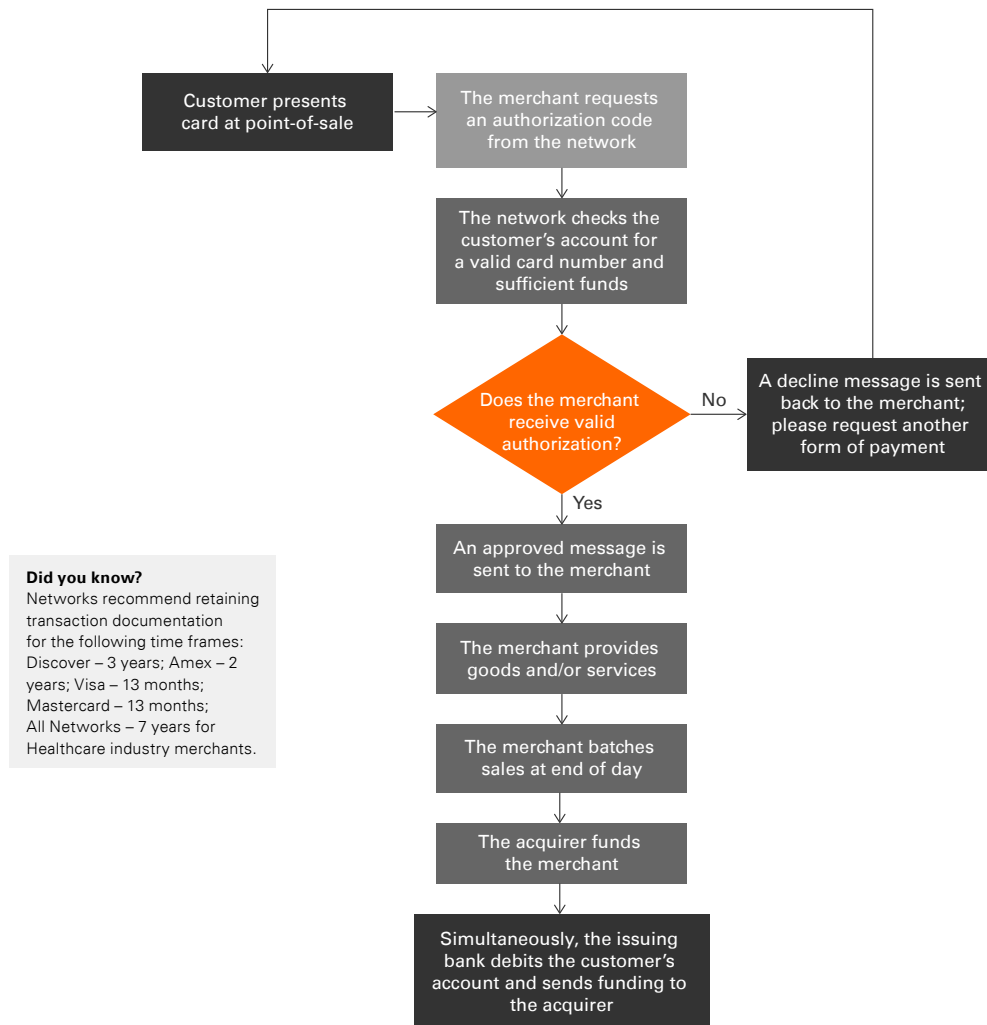 Customer presents
card at point-of-sale
The merchant requests
an authorization code
from the network
The network checks the
customer’s account for
a valid card number and
sufficient funds
Does the merchant
receive valid
authorization?
No
A decline message is sent
back to the merchant;
please request another
form of payment
Yes
An approved message is
sent to the merchant
The merchant provides
goods and/or services
The merchant batches
sales at end of day
The acquirer funds
the merchant
Simultaneously, the issuing
bank debits the customer’s
account and sends funding to
the acquirer
Did you know?
Networks recommend retaining
transaction documentation
for the following time frames:
Discover – 3 years; Amex – 2
years; Visa – 13 months;
Mastercard – 13 months;
All Networks – 7 years for
Healthcare industry merchants.